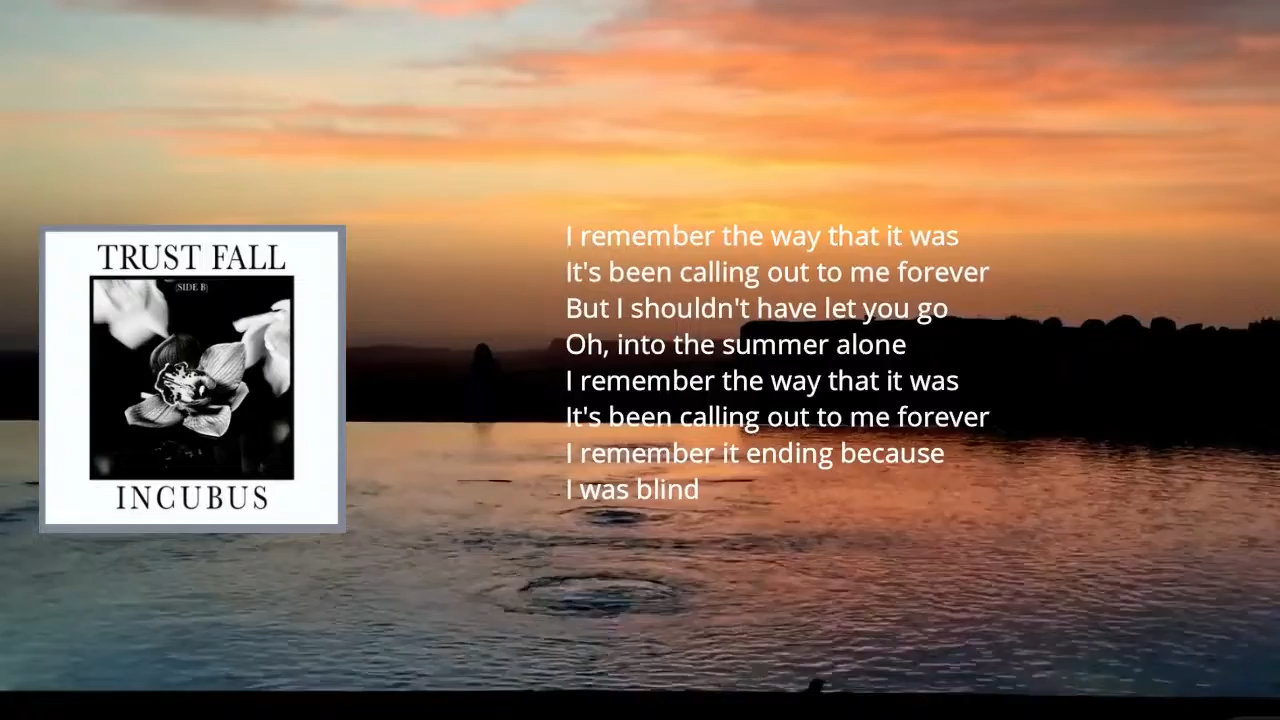 TRUST FALL
(SIDE B)
INCUBUS
I remember the way that it was
It's been calling out to me forever
But I shouldn't have let you go
Oh, into the summer alone
I remember the way that it was
It's been calling out to me forever
I remember it ending because
I was blind